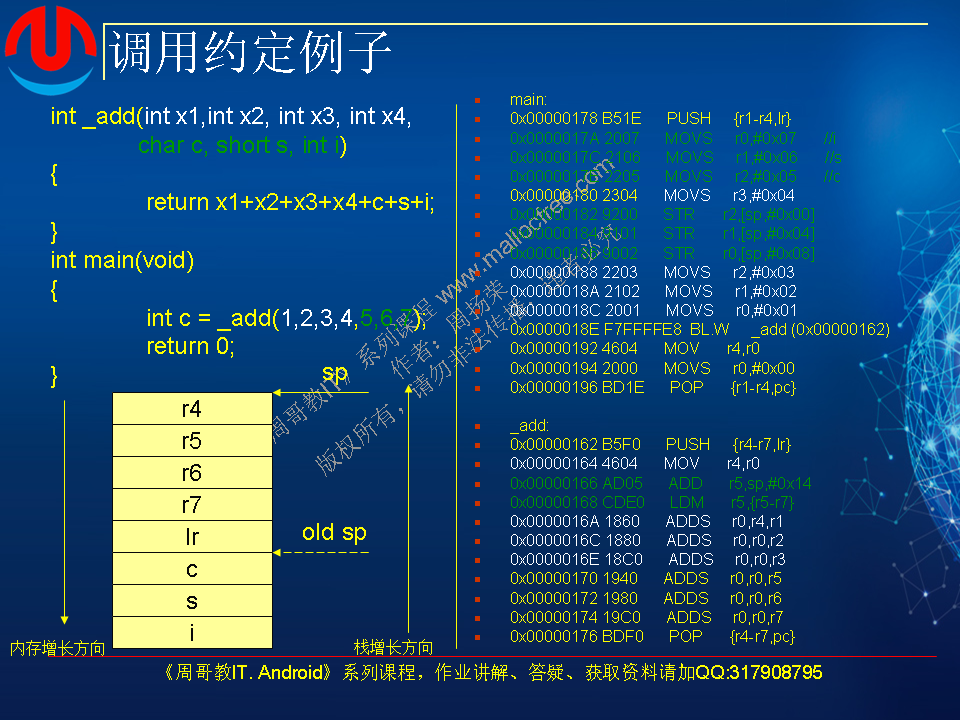 调用约定例子
int _add(int x1,int x2, int x3, int x4,
char c, short s, int i)
{
return x1+x2+x3+x4+c+s+i;
}
int main(void)
{
int c = _add(1,2,3,4,5,6,7);
return 0;
}
sp
r4
r5
r6
r7
lr
old sp
c
s
i
内存增长方向
栈增长方向
main:
0x00000178 B51E PUSH {r1-r4,lr}
0x0000017A 2007 MOVS r0,#0x07 //i
0x0000017C 2106 MOVS r1,#0x06 //s
0x0000017E 2205 MOVS r2,#0x05 //c
0x00000180 2304 MOVS r3,#0x04
0x00000182 9200 STR r2,[sp,#0x00]
0x00000184 9101 STR r1,[sp,#0x04]
0x00000186 9002 STR r0,[sp,#0x08]
0x00000188 2203 MOVS r2,#0x03
0x0000018A 2102 MOVS r1,#0x02
0x0000018C 2001 MOVS r0,#0x01
0x0000018E F7FFFFE8 BL.W _add (0x00000162)
0x00000192 4604 MOV r4,r0
0x00000194 2000 MOVS r0,#0x00
0x00000196 BD1E POP {r1-r4,pc}
_add:
0x00000162 B5F0 PUSH {r4-r7,lr}
0x00000164 4604 MOV r4,r0
0x00000166 AD05 ADD r5,sp,#0x14
0x00000168 CDE0 LDM r5,{r5-r7}
0x0000016A 1860 ADDS r0,r4,r1
0x0000016C 1880 ADDS r0,r0,r2
0x0000016E 18C0 ADDS r0,r0,r3
0x00000170 1940 ADDS r0,r0,r5
0x00000172 1980 ADDS r0,r0,r6
0x00000174 19C0 ADDS r0,r0,r7
0x00000176 BDF0 POP {r4-r7,pc}
周哥教IT，系列课程 www.malloctree.com
作者：周扬荣
版权所有，请勿非法传播，违者必究
《周哥教IT. Android》系列课程，作业讲解、答疑、获取资料请加QQ:317908795